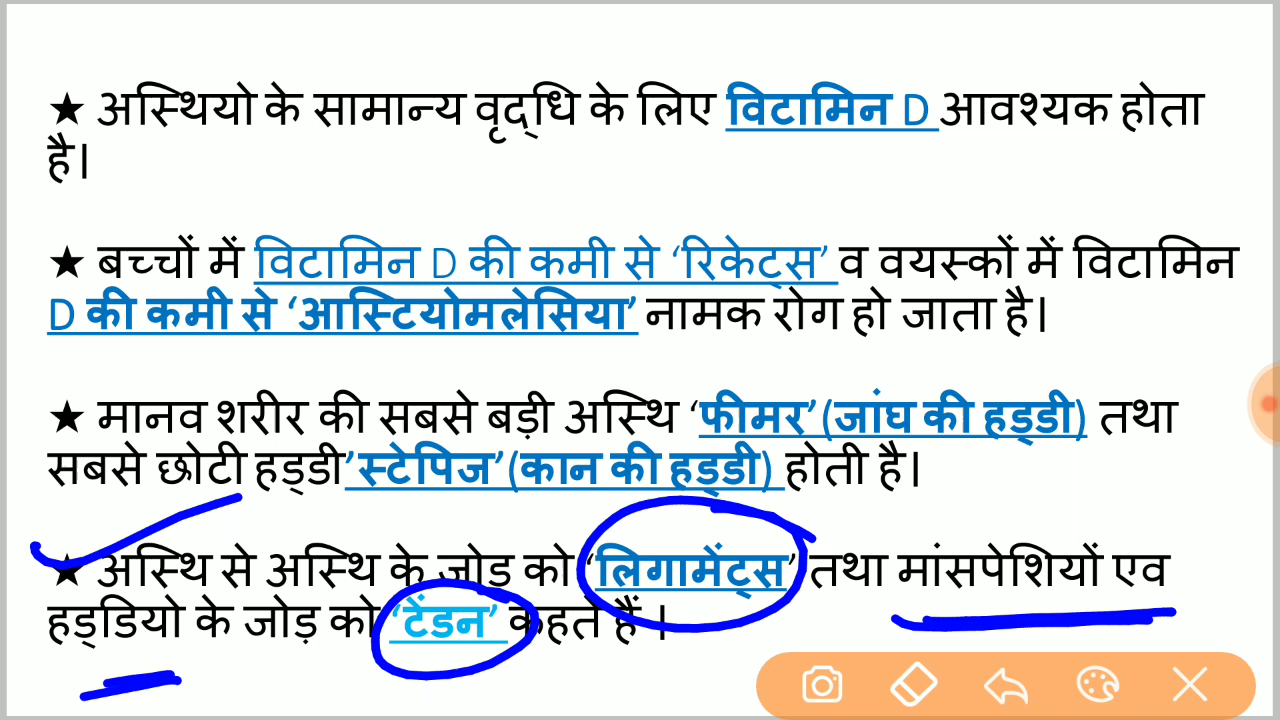 ★ अस्थियो के सामान्य वृद्धि के लिए विटामिन D आवश्यक होता
है।
★ बच्चों में विटामिन D की कमी से ‘रिकेट्स’ व वयस्कों में विटामिन
D की कमी से ‘आस्टियोमलेसिया’ नामक रोग हो जाता है।
★ मानव शरीर की सबसे बड़ी अस्थि ‘फीमर’(जांघ की हड्डी) तथा
सबसे छोटी हड्डी’स्टेपिज’(कान की हड्डी) होती है।
★ अस्थि से अस्थि के जोड़ को ‘लिगामेंट्स’ तथा मांसपेशियों एव
हड्डियो के जोड़ को ‘टेंडन’ कहते हैं ।